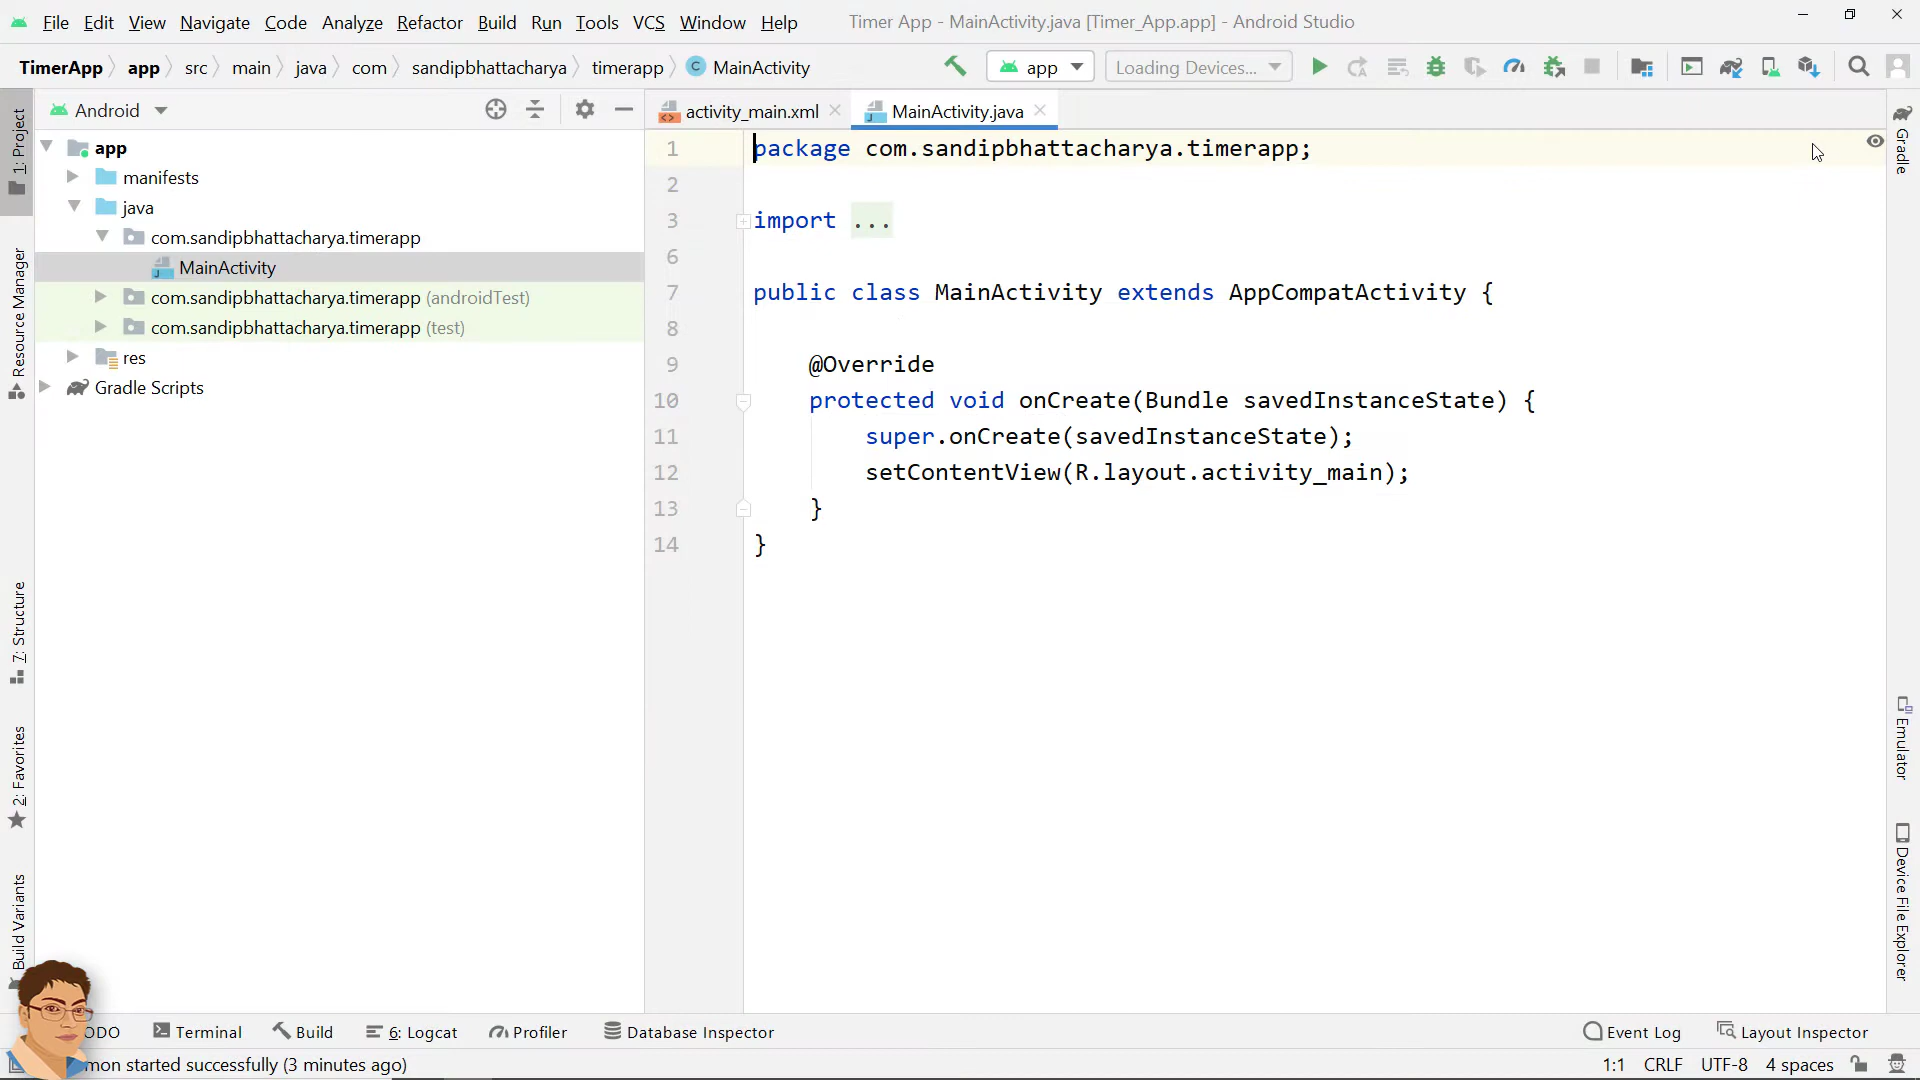 File Edit View Navigate Code Analyze Refactor Build Run Tools VCS Window Help Timer App - MainActivity.java [Timer_App.app] - Android Studio
TimerApp app src main java com sandipbhattacharya timerapp MainActivity app Loading Devices...
Android
activity_main.xml MainActivity.java
app
manifests
java
com.sandipbhattacharya.timerapp
MainActivity
com.sandipbhattacharya.timerapp (androidTest)
com.sandipbhattacharya.timerapp (test)
res
Gradle Scripts
1 package com.sandipbhattacharya.timerapp;
2
3 import ...
6
7 public class MainActivity extends AppCompatActivity {
8
9 @Override
10 protected void onCreate(Bundle savedInstanceState) {
11 super.onCreate(savedInstanceState);
12 setContentView(R.layout.activity_main);
13 }
14 }
1: Project
Resource Manager
7: Structure
2: Favorites
Build Variants
Gradle
Emulator
Device File Explorer
ODO Terminal Build 6: Logcat Profiler Database Inspector Event Log Layout Inspector
mon started successfully (3 minutes ago) 1:1 CRLF UTF-8 4 spaces